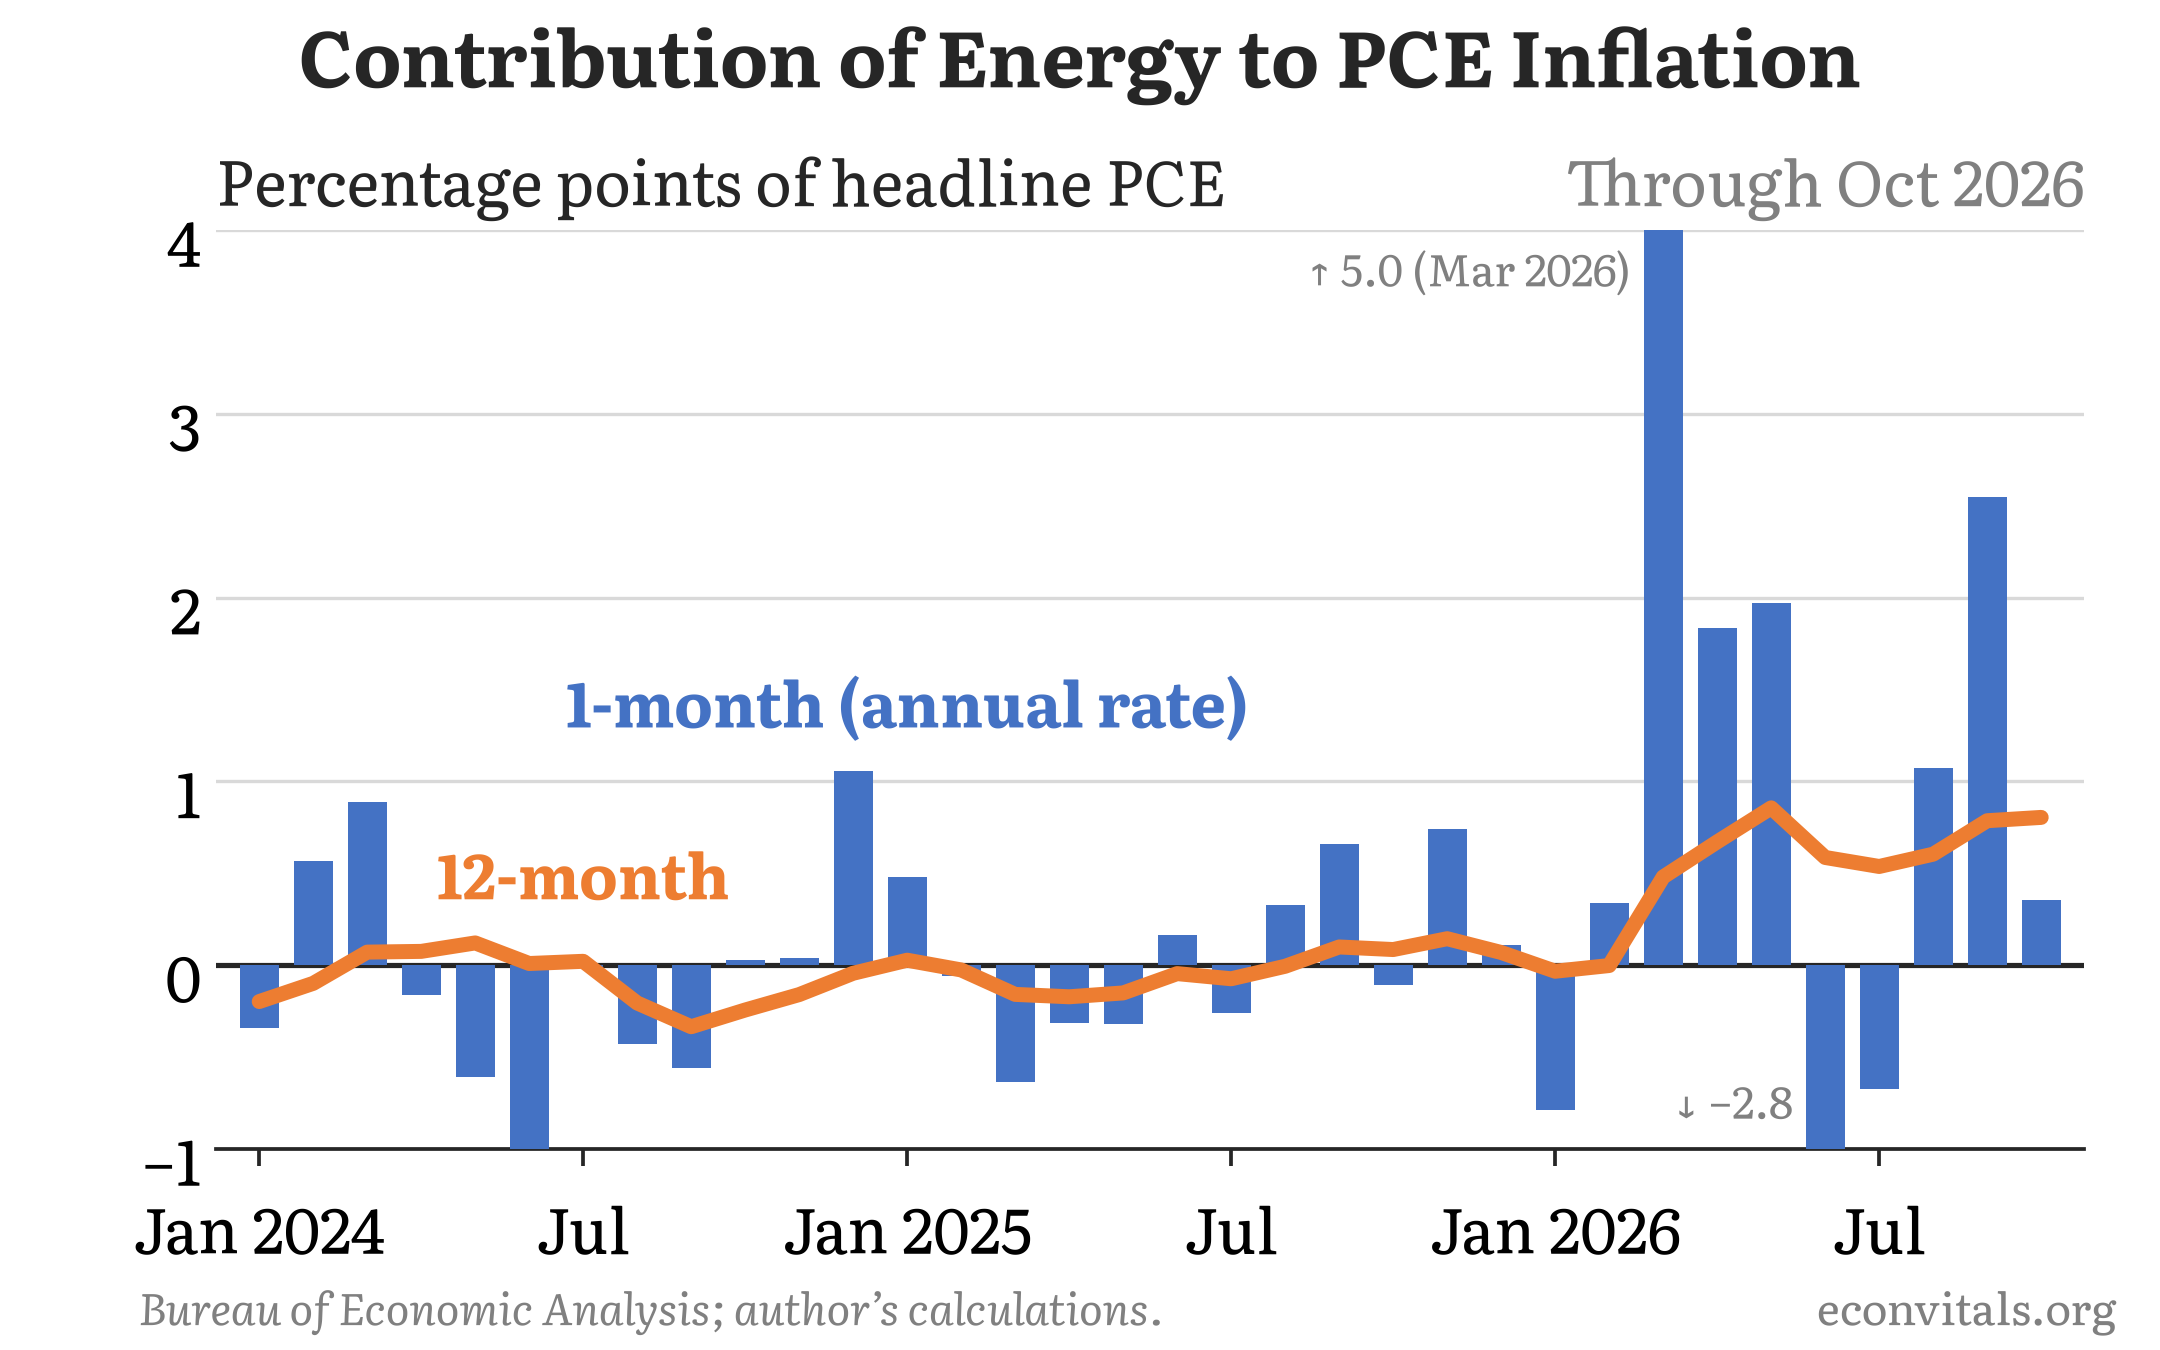 Contribution of Energy to PCE Inflation
Percentage points of headline PCE
Through Oct 2026
4
↑ 5.0 (Mar 2026)
3
2
1-month (annual rate)
1
12-month
0
↓ −2.8
−1
Jan 2024 Jul Jan 2025 Jul Jan 2026 Jul
Bureau of Economic Analysis; author’s calculations.
econvitals.org